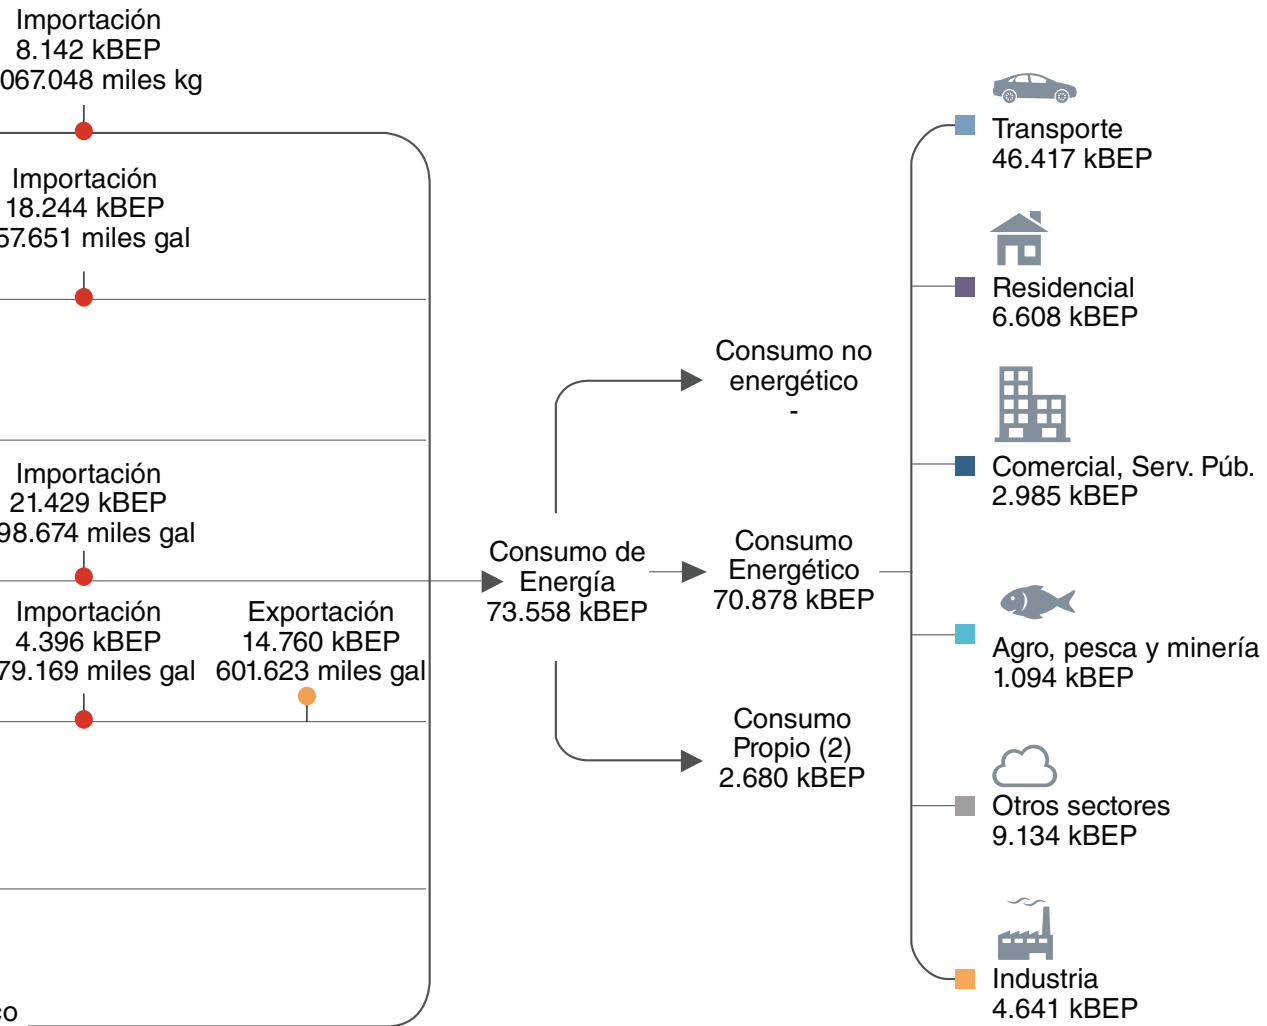 Importación
8.142 kBEP
067.048 miles kg
Importación
18.244 kBEP
57.651 miles gal
Importación
21.429 kBEP
98.674 miles gal
Importación
4.396 kBEP
79.169 miles gal
Exportación
14.760 kBEP
601.623 miles gal
Consumo de
Energía
73.558 kBEP
Consumo no
energético
-
Consumo
Energético
70.878 kBEP
Consumo
Propio (2)
2.680 kBEP
Transporte
46.417 kBEP
Residencial
6.608 kBEP
Comercial, Serv. Púb.
2.985 kBEP
Agro, pesca y minería
1.094 kBEP
Otros sectores
9.134 kBEP
Industria
4.641 kBEP